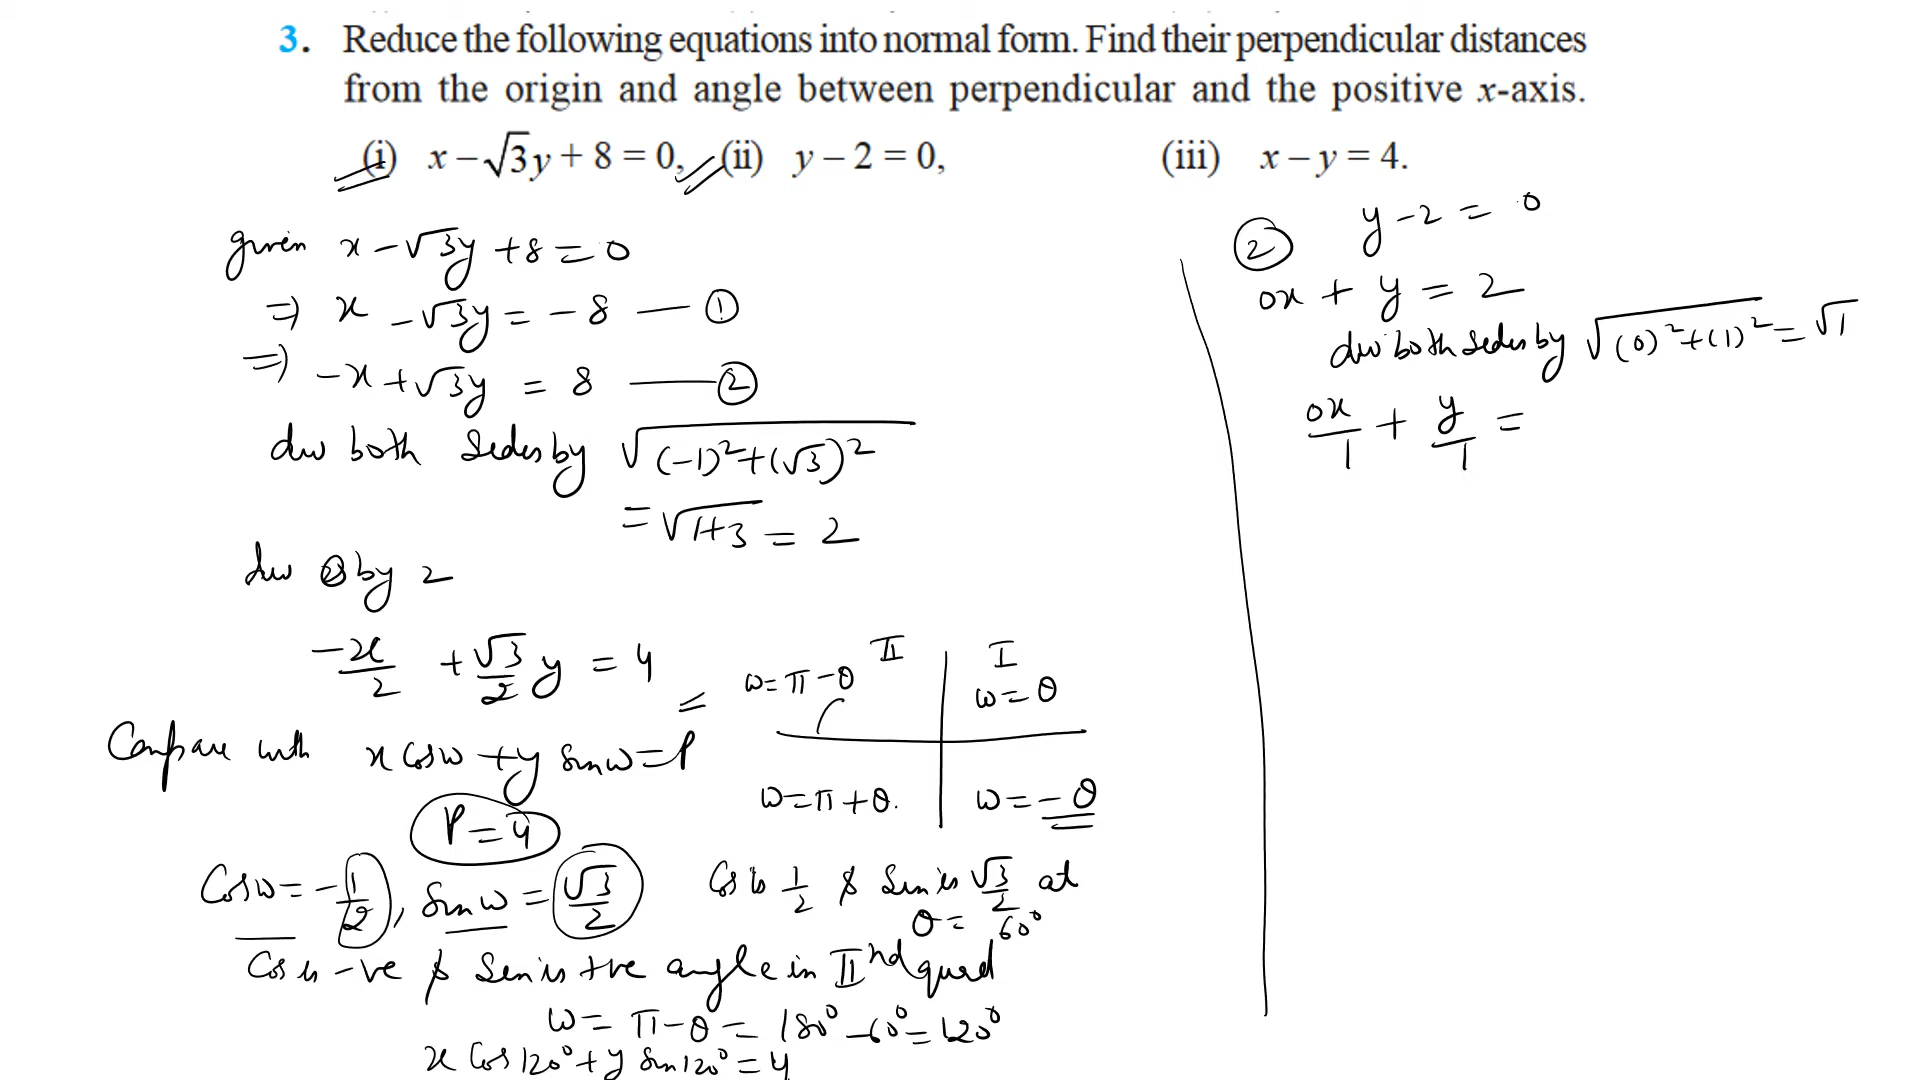 3. Reduce the following equations into normal form. Find their perpendicular distances
from the origin and angle between perpendicular and the positive x-axis.
(i) x – √3y + 8 = 0, (ii) y – 2 = 0, (iii) x – y = 4.
given x – √3y + 8 = 0
⇒ x – √3y = – 8 — ①
⇒ – x + √3y = 8 — ②
div both sides by √(–1)²+(√3)²
= √1+3 = 2
div ② by 2
–x/2 + √3/2 y = 4
Compare with x cosω + y sinω = P
P = 4
Cosω = –1/2, sinω = √3/2
II I
ω = π – θ ω = θ
ω = π + θ. ω = – θ
Cos is 1/2 & sin is √3/2 at
θ = 60°
Cos is -ve & sin is +ve angle in IInd quad
ω = π – θ = 180° – 60° = 120°
x Cos 120° + y sin 120° = 4
② y – 2 = 0
0x + y = 2
div both sides by √(0)²+(1)² = √1
0x/1 + y/1 =